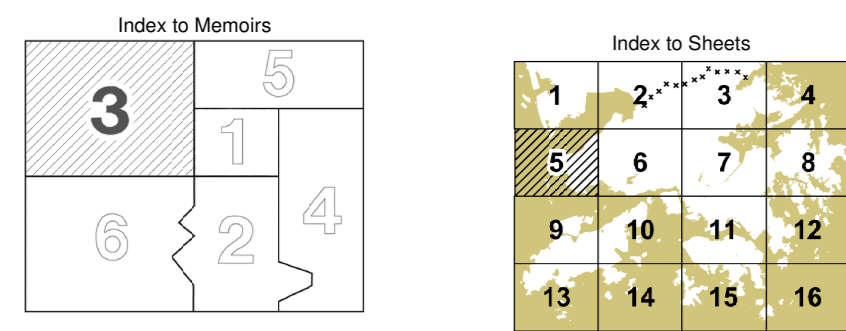 Index to Memoirs
3
5
1
4
6
2
Index to Sheets
1 2 3 4
5 6 7 8
9 10 11 12
13 14 15 16